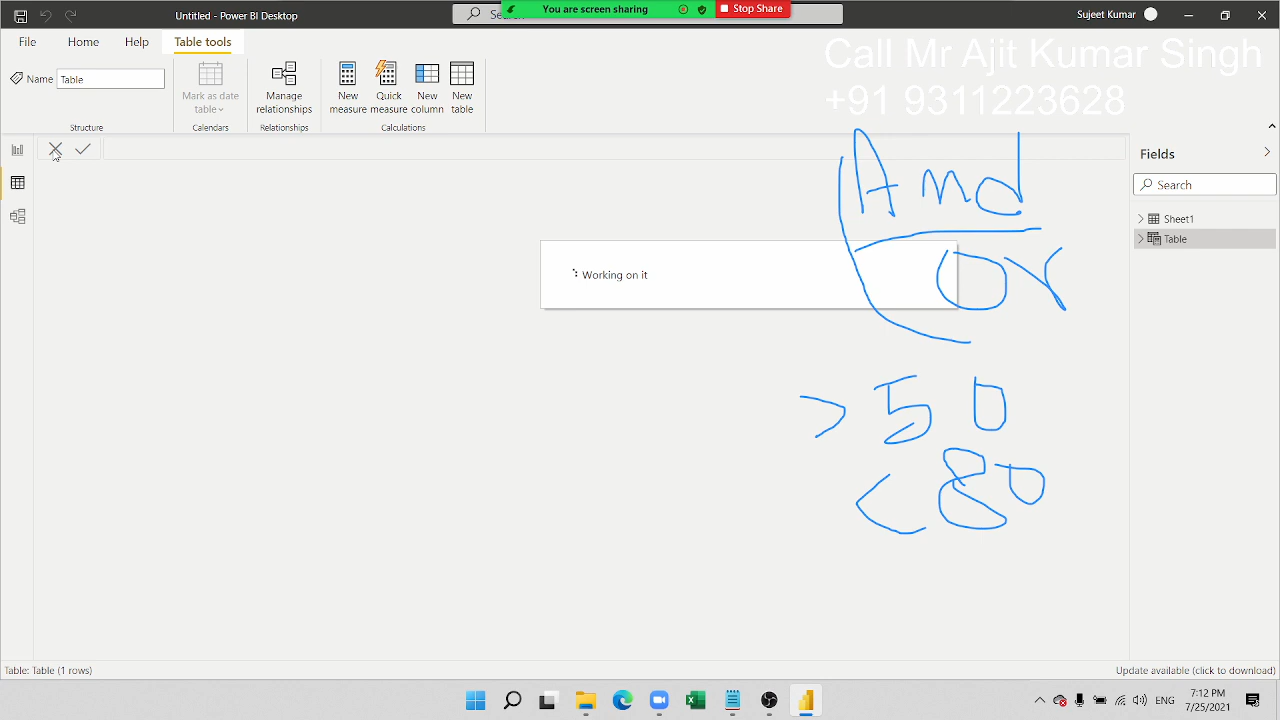 Untitled - Power BI Desktop
You are screen sharing
Stop Share
Sujeet Kumar
File Home Help Table tools
Call Mr Ajit Kumar Singh
+91 9311223628
Name Table
Mark as date table
Manage relationships
New measure
Quick measure
New column
New table
Structure
Calendars
Relationships
Calculations
Fields
Search
Sheet1
Table
Working on it
And
or
> 50
< 80
Table: Table (1 rows)
Update available (click to download)
ENG
7:12 PM
7/25/2021